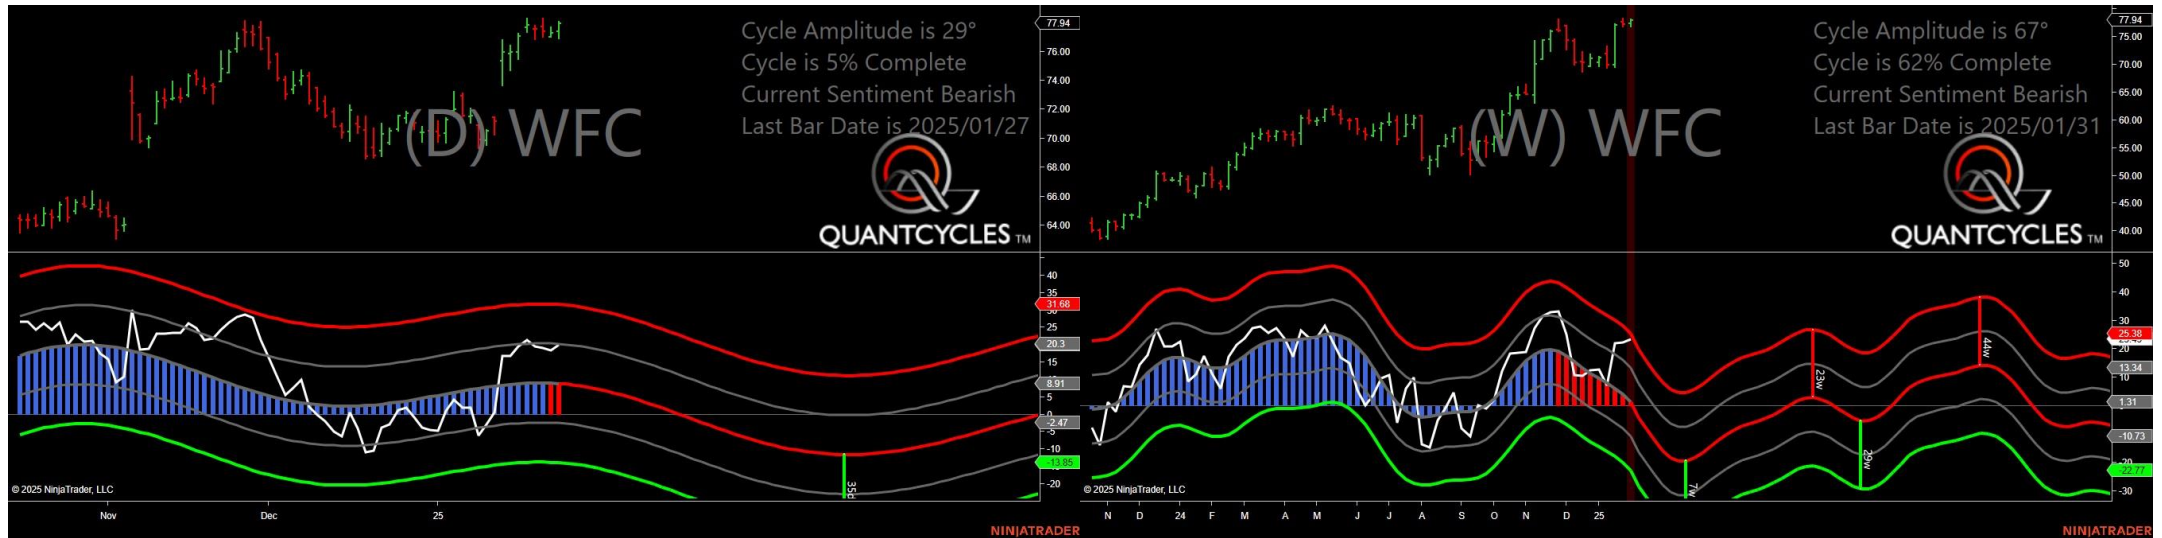 Cycle Amplitude is 29°
Cycle is 5% Complete
Current Sentiment Bearish
Last Bar Date is 2025/01/27
(D) WFC
QUANTCYCLES TM
77.94
76.00
74.00
72.00
70.00
68.00
66.00
64.00
40
35
31.68
30
25
20.3
15
8.91
5
0
-2.47
-5
-10
-13.85
-20
35d
© 2025 NinjaTrader, LLC
Nov Dec 25
NINJATRADER
Cycle Amplitude is 67°
Cycle is 62% Complete
Current Sentiment Bearish
Last Bar Date is 2025/01/31
(W) WFC
QUANTCYCLES TM
77.94
75.00
70.00
65.00
60.00
55.00
50.00
45.00
40.00
50
40
30
25.38
20
13.34
10
1.31
-10.73
-20
-22.77
-30
7w
23w
29w
44w
© 2025 NinjaTrader, LLC
N D 24 F M A M J J A S O N D 25
NINJATRADER